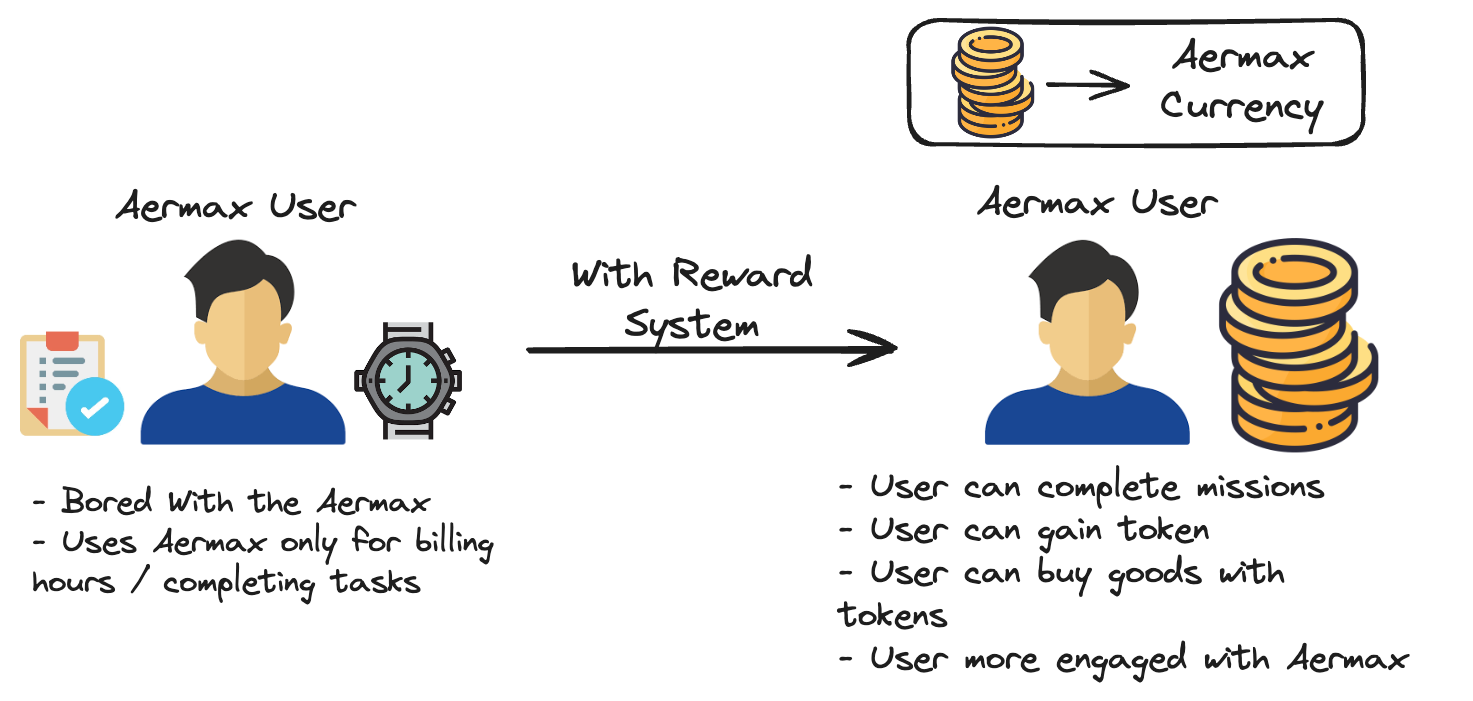 Aermax
Currency
Aermax User
Aermax User
With Reward
System
- Bored With the Aermax
- Uses Aermax only for billing
hours / completing tasks
- User can complete missions
- User can gain token
- User can buy goods with
tokens
- User more engaged with Aermax